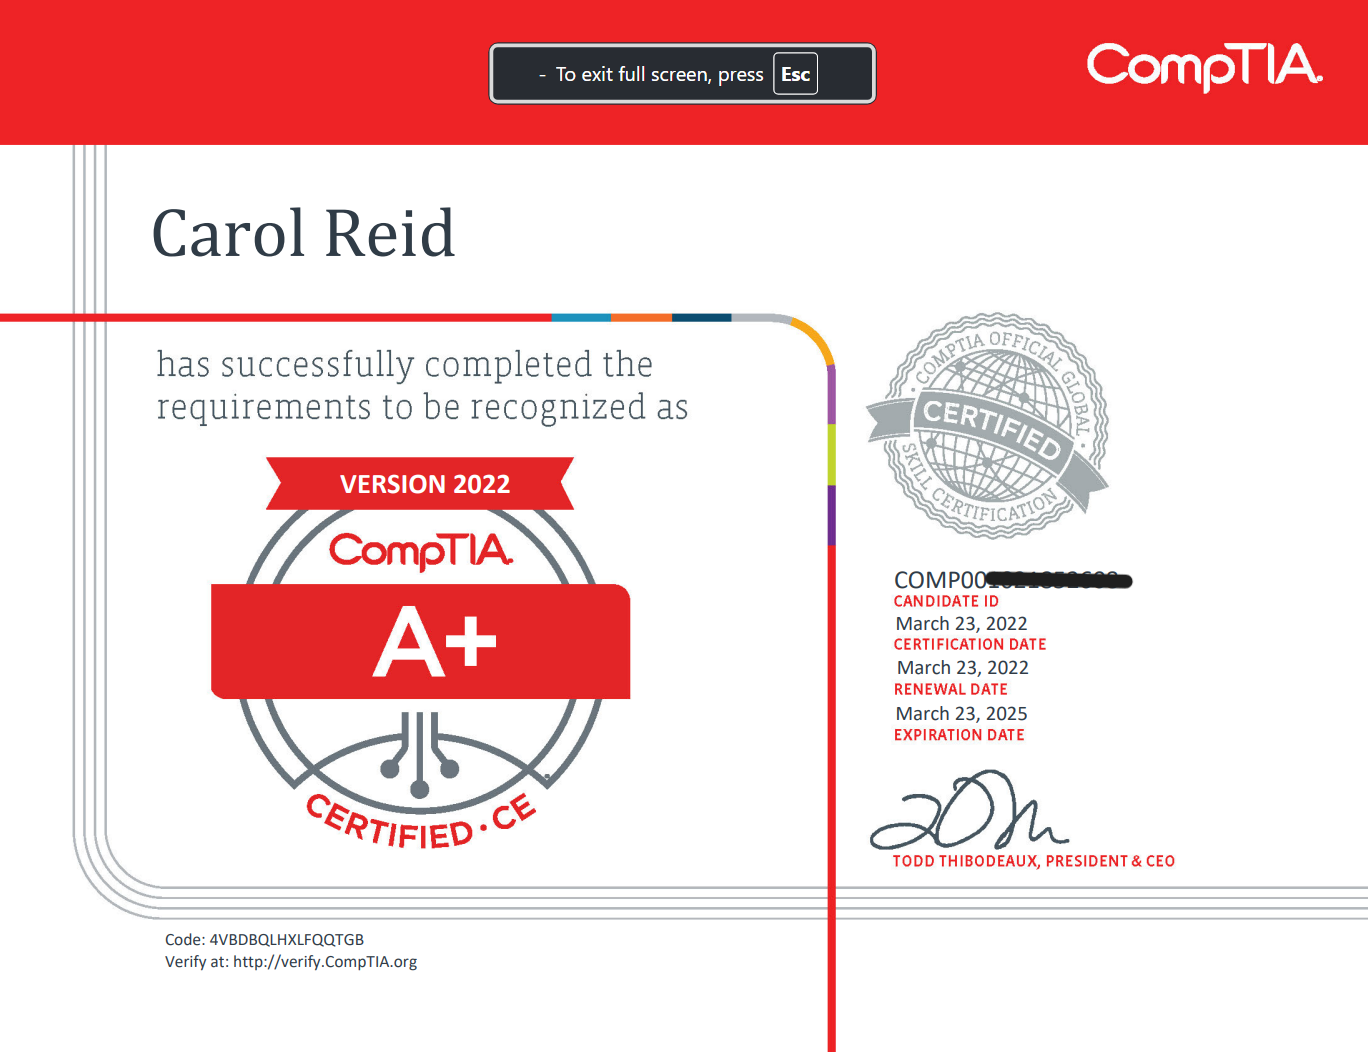 - To exit full screen, press Esc
CompTIA.
Carol Reid
has successfully completed the
requirements to be recognized as
VERSION 2022
CompTIA.
A+
CERTIFIED · CE
· COMPTIA OFFICIAL GLOBAL ·
CERTIFIED
SKILL CERTIFICATION
COMP00
CANDIDATE ID
March 23, 2022
CERTIFICATION DATE
March 23, 2022
RENEWAL DATE
March 23, 2025
EXPIRATION DATE
TODD THIBODEAUX, PRESIDENT & CEO
Code: 4VBDBQLHXLFQQTGB
Verify at: http://verify.CompTIA.org